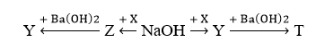 Y + Ba(OH)2 Z + X NaOH + X Y + Ba(OH)2 T